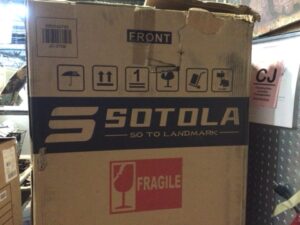 FRONT
1
CJ
SOTOLA
SO TO LANDMARK
FRAGILE